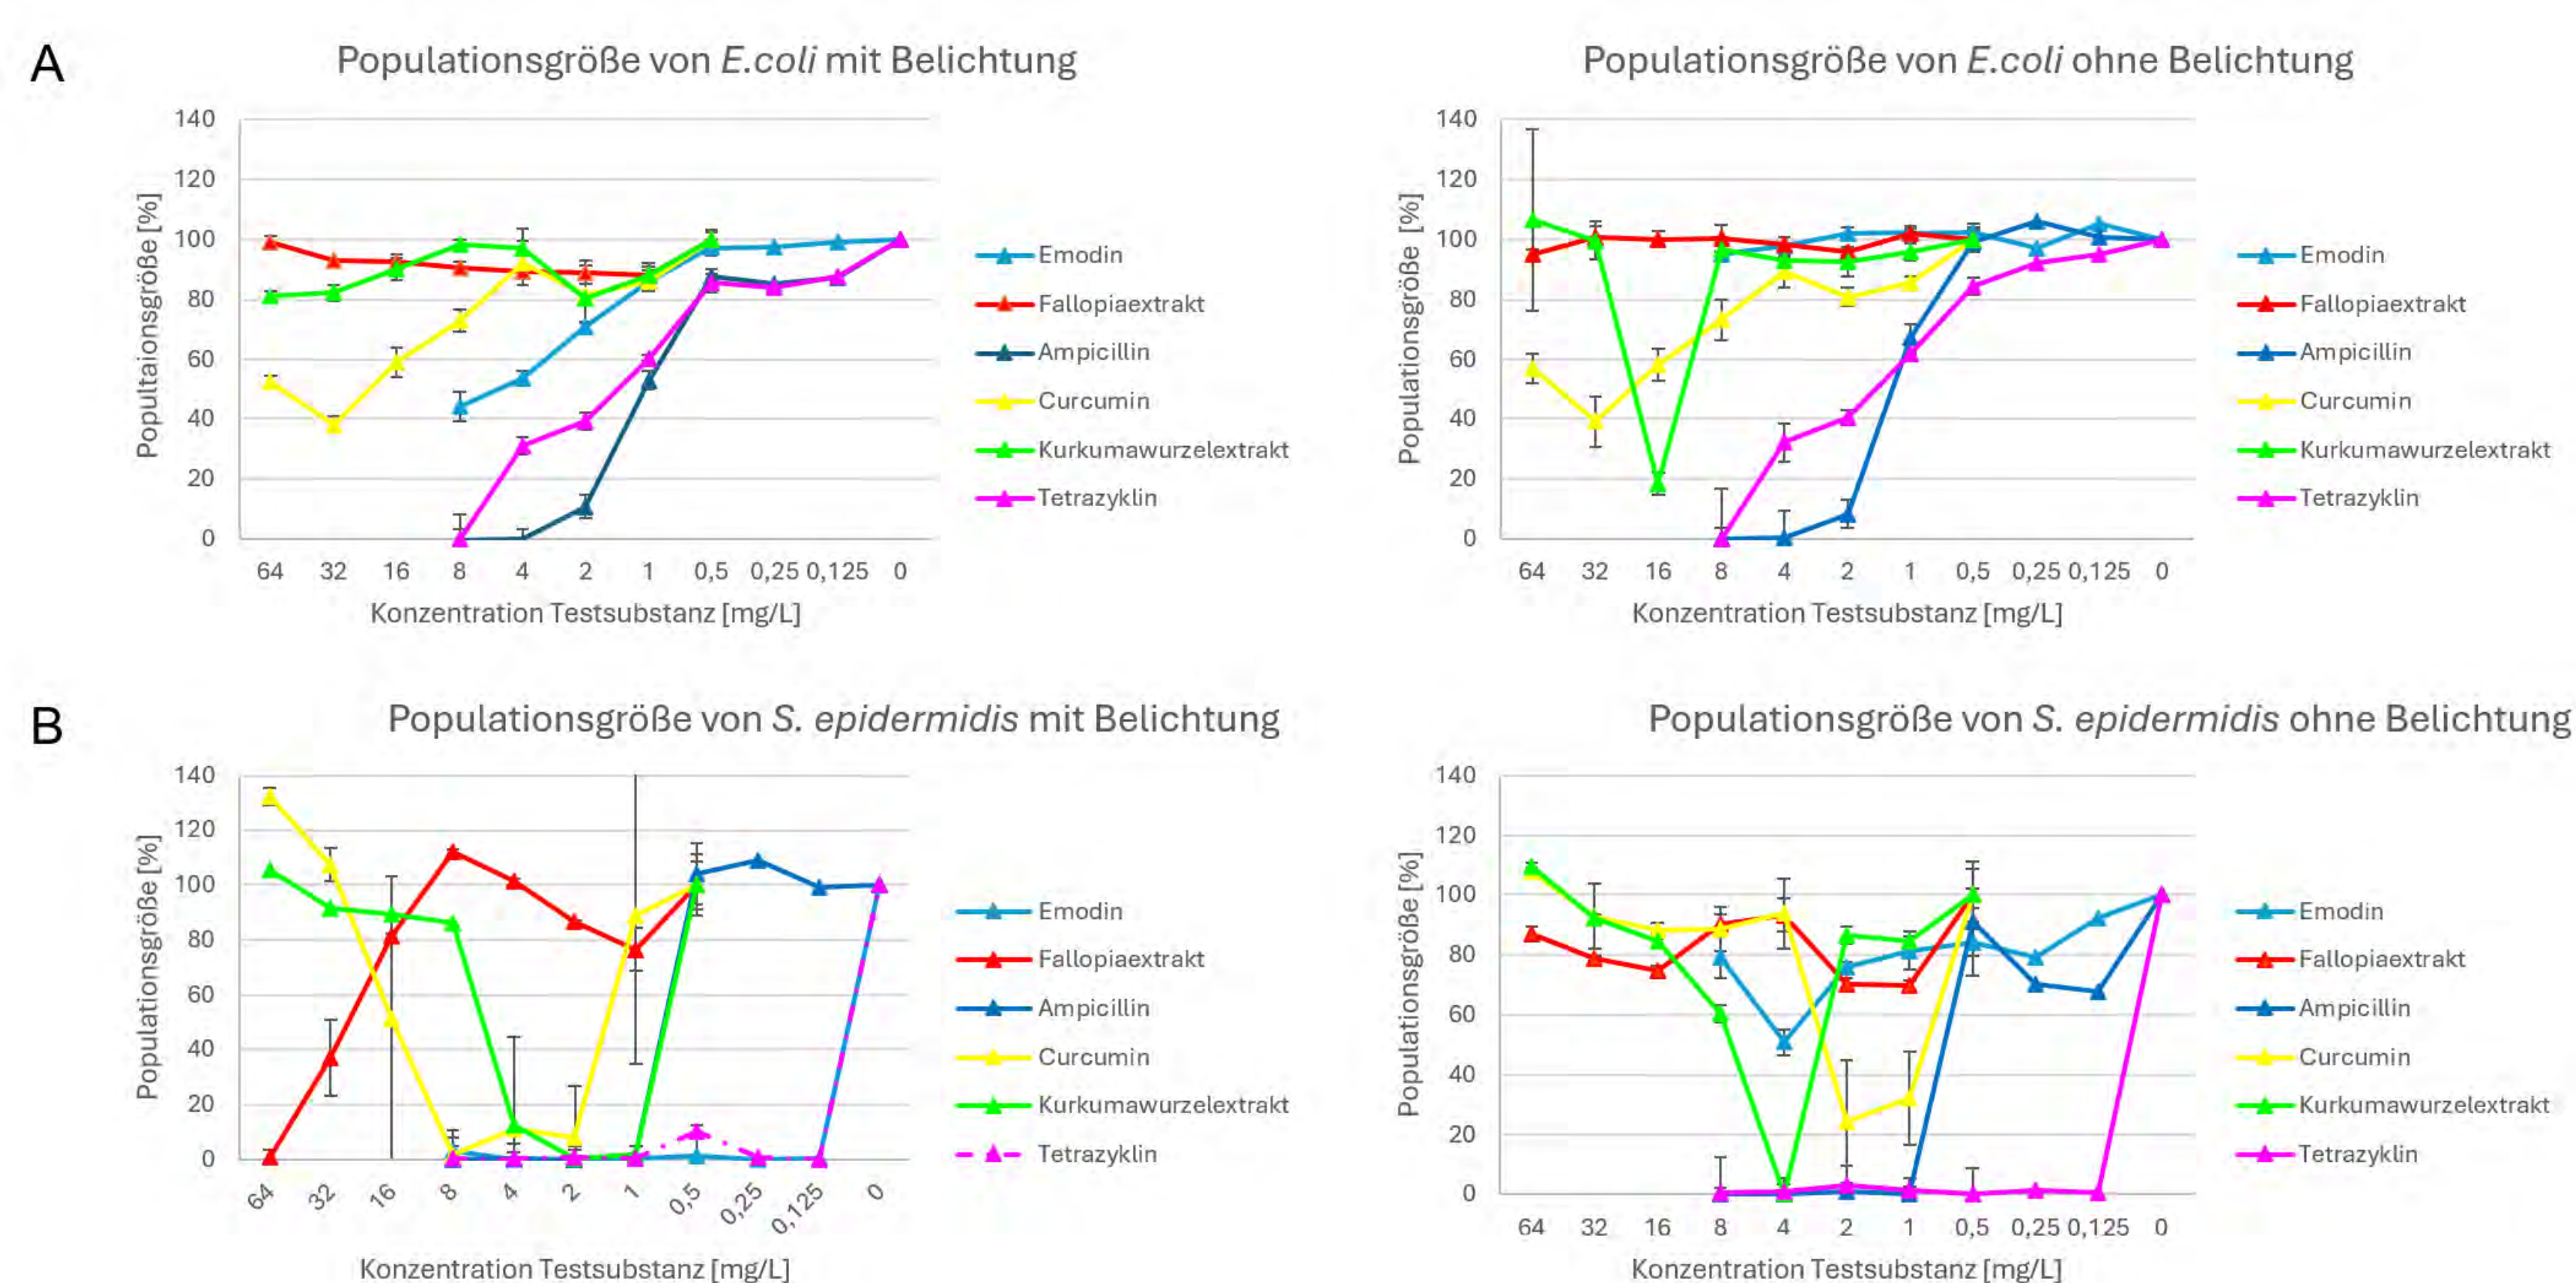 A
Populationsgröße von E.coli mit Belichtung
Popultaionsgröße [%]
140
120
100
80
60
40
20
0
64 32 16 8 4 2 1 0,5 0,25 0,125 0
Konzentration Testsubstanz [mg/L]
Emodin
Fallopiaextrakt
Ampicillin
Curcumin
Kurkumawurzelextrakt
Tetrazyklin
Populationsgröße von E.coli ohne Belichtung
Populationsgröße [%]
140
120
100
80
60
40
20
0
64 32 16 8 4 2 1 0,5 0,25 0,125 0
Konzentration Testsubstanz [mg/L]
Emodin
Fallopiaextrakt
Ampicillin
Curcumin
Kurkumawurzelextrakt
Tetrazyklin
B
Populationsgröße von S. epidermidis mit Belichtung
Populationsgröße [%]
140
120
100
80
60
40
20
0
64 32 16 8 4 2 1 0,5 0,25 0,125 0
Konzentration Testsubstanz [mg/L]
Emodin
Fallopiaextrakt
Ampicillin
Curcumin
Kurkumawurzelextrakt
Tetrazyklin
Populationsgröße von S. epidermidis ohne Belichtung
Populationsgröße [%]
140
120
100
80
60
40
20
0
64 32 16 8 4 2 1 0,5 0,25 0,125 0
Konzentration Testsubstanz [mg/L]
Emodin
Fallopiaextrakt
Ampicillin
Curcumin
Kurkumawurzelextrakt
Tetrazyklin